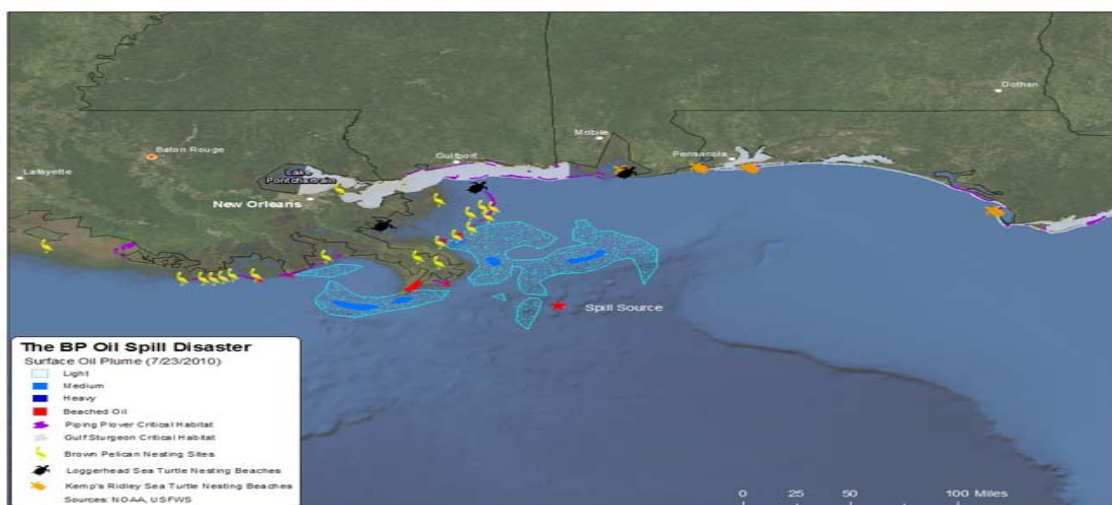 Dothan
Mobile
Baton Rouge
Gulfport
Pensacola
Lafayette
Lake
Pontchartrain
New Orleans
Spill Source
The BP Oil Spill Disaster
Surface Oil Plume (7/23/2010)
Light
Medium
Heavy
Beached Oil
Piping Plover Critical Habitat
Gulf Sturgeon Critical Habitat
Brown Pelican Nesting Sites
Loggerhead Sea Turtle Nesting Beaches
Kemp's Ridley Sea Turtle Nesting Beaches
Sources: NOAA, USFWS
0 25 50 100 Miles